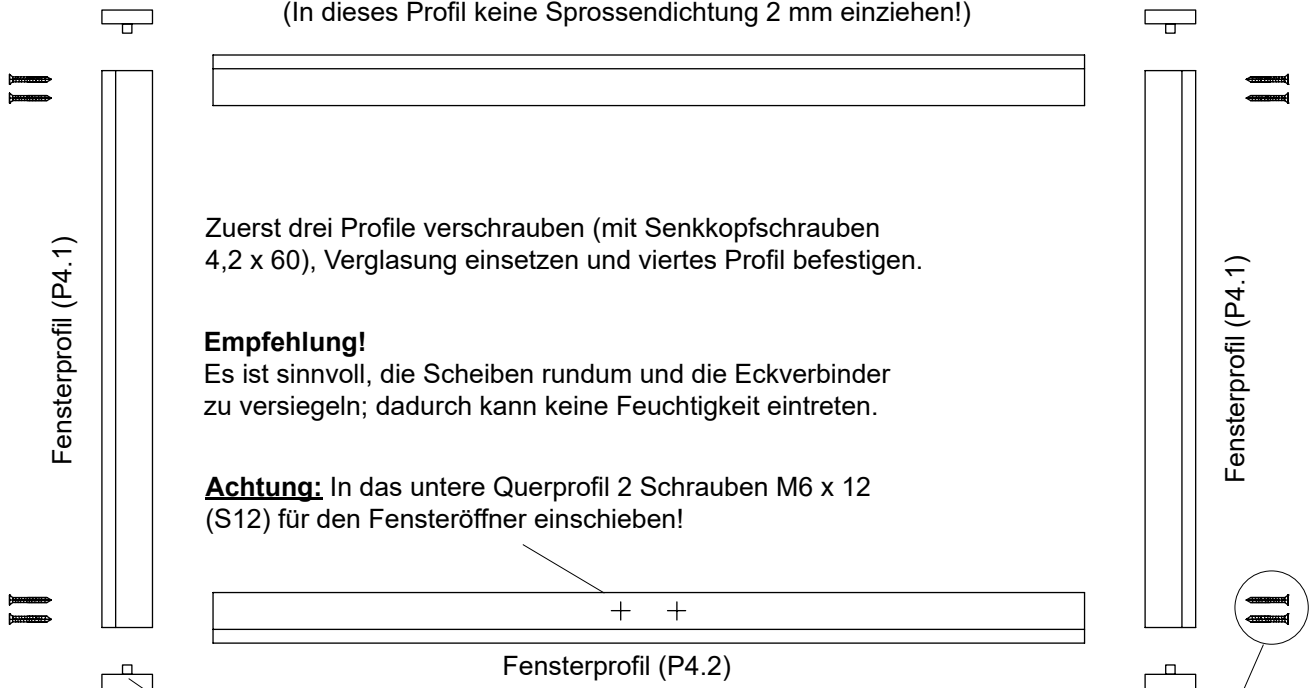 (In dieses Profil keine Sprossendichtung 2 mm einziehen!)
Fensterprofil (P4.1)
Zuerst drei Profile verschrauben (mit Senkkopfschrauben
4,2 x 60), Verglasung einsetzen und viertes Profil befestigen.
Empfehlung!
Es ist sinnvoll, die Scheiben rundum und die Eckverbinder
zu versiegeln; dadurch kann keine Feuchtigkeit eintreten.
Achtung: In das untere Querprofil 2 Schrauben M6 x 12
(S12) für den Fensteröffner einschieben!
Fensterprofil (P4.1)
Fensterprofil (P4.2)